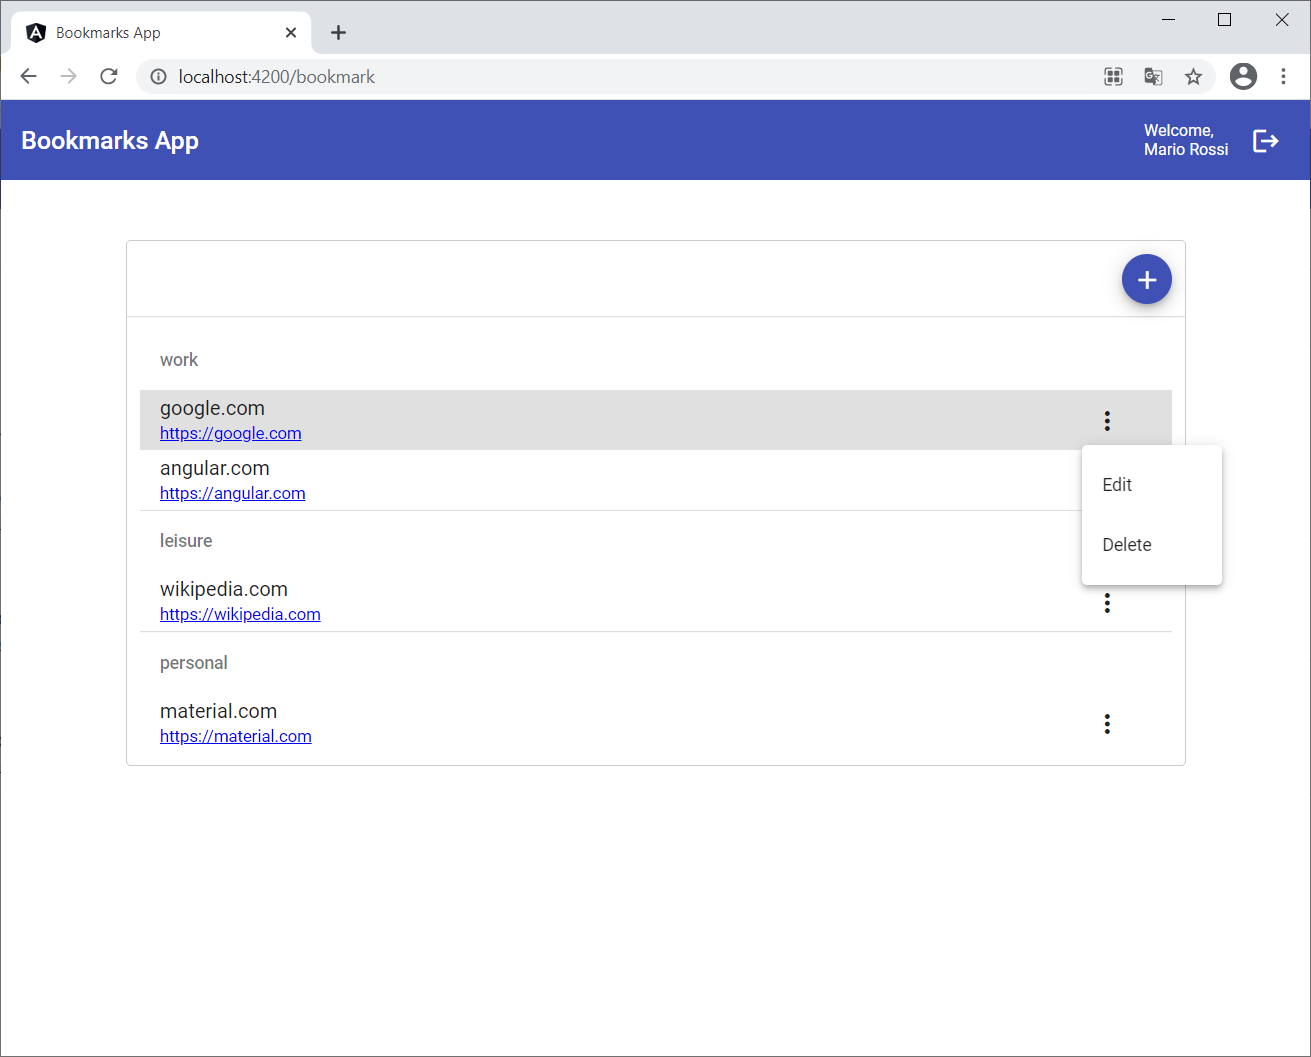 Bookmarks App
localhost:4200/bookmark
Bookmarks App
Welcome,
Mario Rossi
work
google.com
https://google.com
angular.com
https://angular.com
Edit
Delete
leisure
wikipedia.com
https://wikipedia.com
personal
material.com
https://material.com